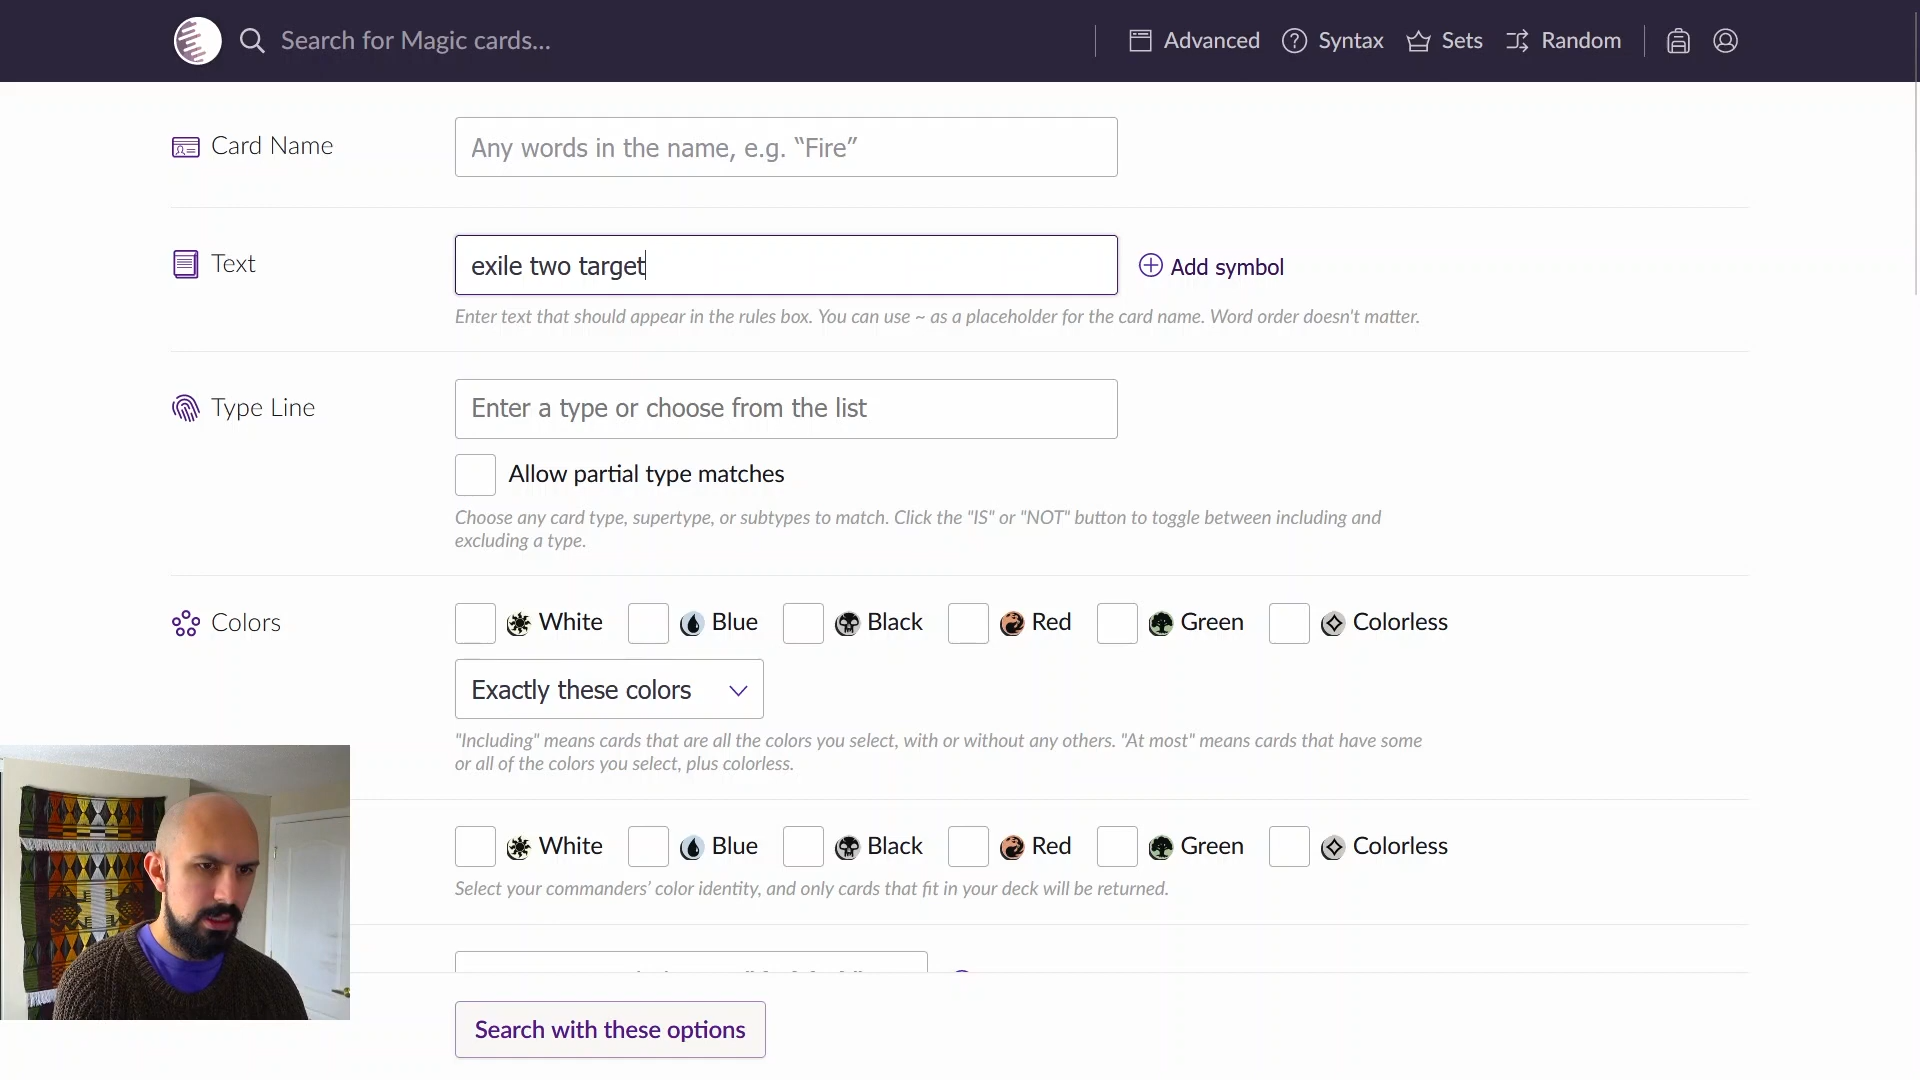 Search for Magic cards...
Advanced
Syntax
Sets
Random
Card Name
Any words in the name, e.g. “Fire”
Text
exile two target
Add symbol
Enter text that should appear in the rules box. You can use ~ as a placeholder for the card name. Word order doesn't matter.
Type Line
Enter a type or choose from the list
Allow partial type matches
Choose any card type, supertype, or subtypes to match. Click the "IS" or "NOT" button to toggle between including and
excluding a type.
Colors
White
Blue
Black
Red
Green
Colorless
Exactly these colors
"Including" means cards that are all the colors you select, with or without any others. "At most" means cards that have some
or all of the colors you select, plus colorless.
White
Blue
Black
Red
Green
Colorless
Select your commanders’ color identity, and only cards that fit in your deck will be returned.
Search with these options